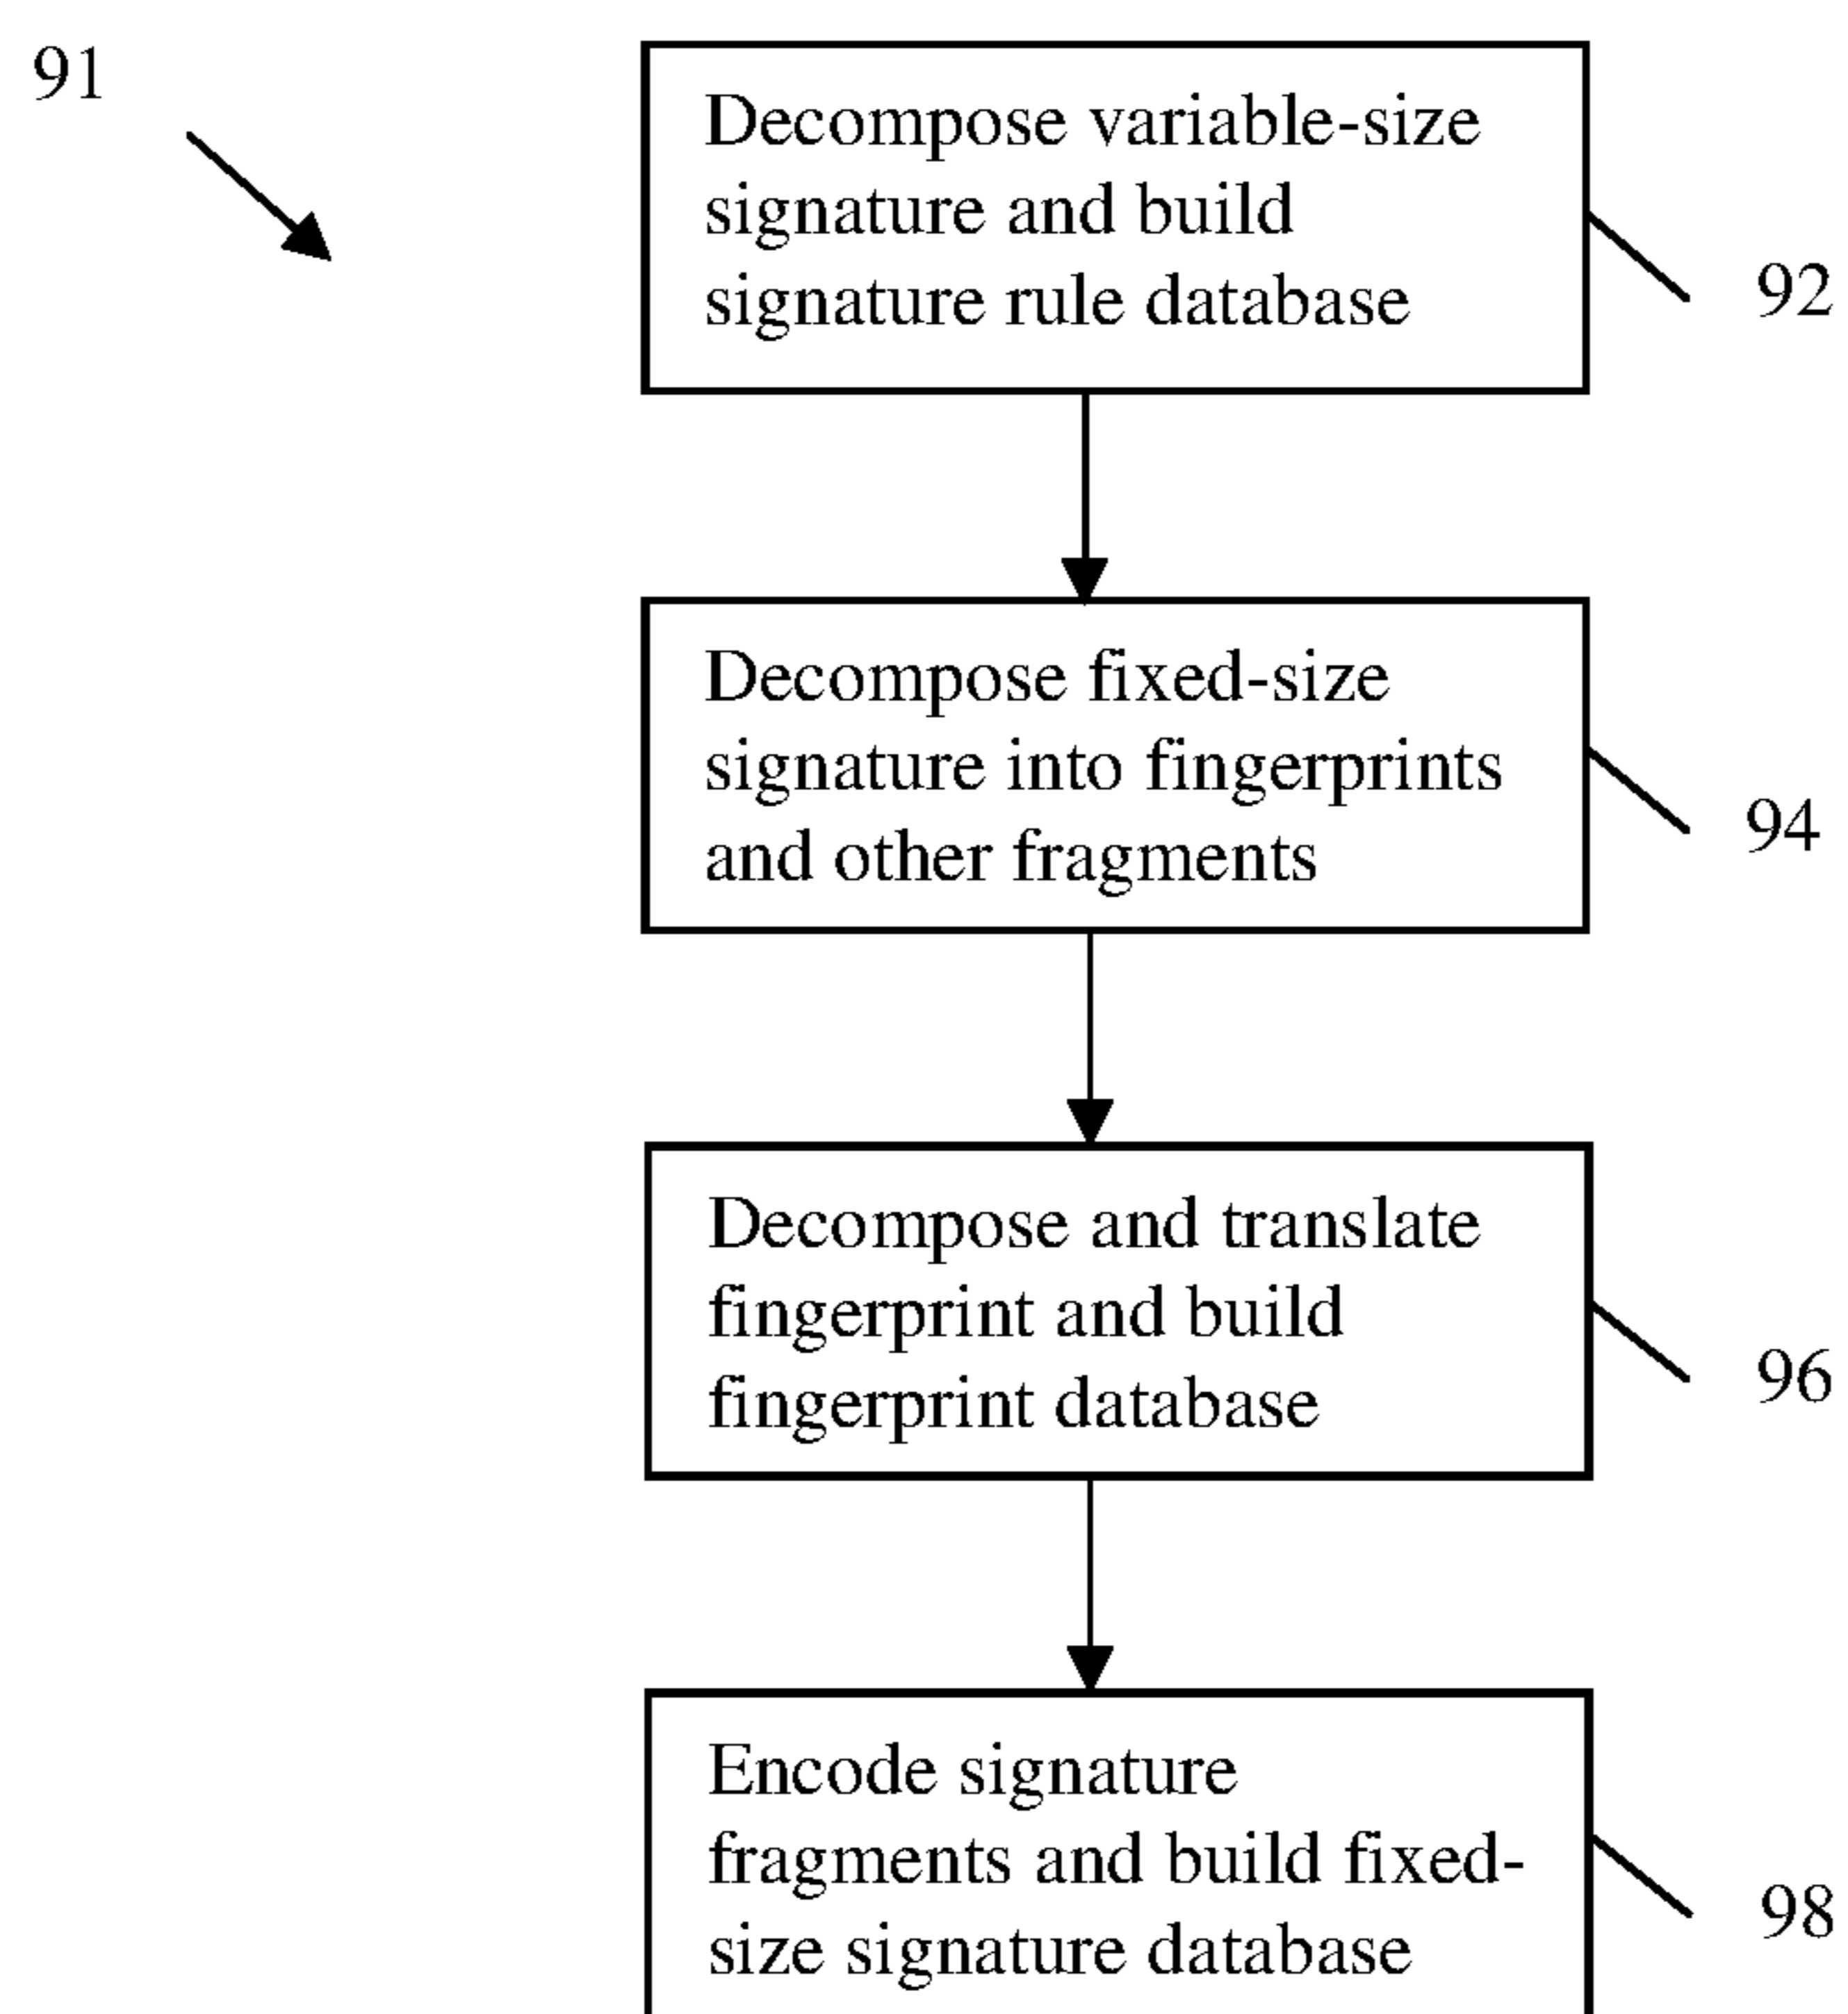 91
Decompose variable-size
signature and build
signature rule database
92
Decompose fixed-size
signature into fingerprints
and other fragments
94
Decompose and translate
fingerprint and build
fingerprint database
96
Encode signature
fragments and build fixed-
size signature database
98